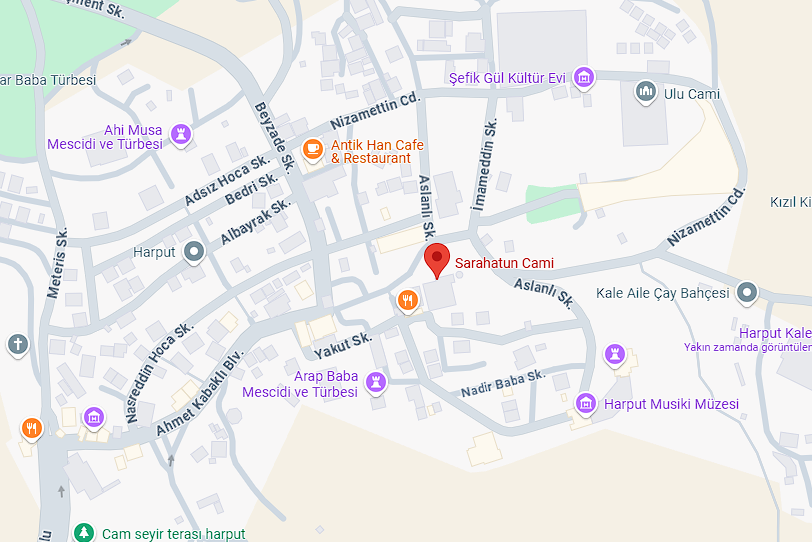 ment Sk.
ar Baba Türbesi
Şefik Gül Kültür Evi
Ulu Cami
Nizamettin Cd.
Beyzade Sk.
Ahi Musa
Mescidi ve Türbesi
Antik Han Cafe
& Restaurant
İmameddin Sk.
Adsız Hoca Sk.
Bedri Sk.
Aslanlı Sk.
Albayrak Sk.
Nizamettin Cd.
Kızıl Ki
Meteris Sk.
Harput
Sarahatun Cami
Aslanlı Sk.
Kale Aile Çay Bahçesi
Nasreddin Hoca Sk.
Yakut Sk.
Harput Kale
Yakın zamanda görüntülen
Ahmet Kabaklı Blv.
Arap Baba
Mescidi ve Türbesi
Nadir Baba Sk.
Harput Musiki Müzesi
lu
Cam seyir terası harput